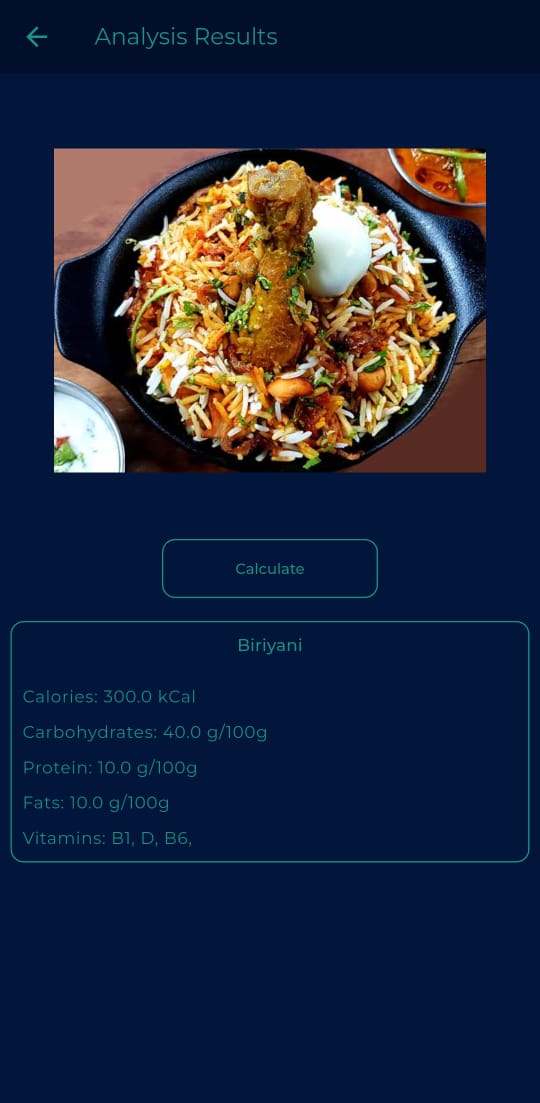 Analysis Results
Calculate
Biriyani
Calories: 300.0 kCal
Carbohydrates: 40.0 g/100g
Protein: 10.0 g/100g
Fats: 10.0 g/100g
Vitamins: B1, D, B6,